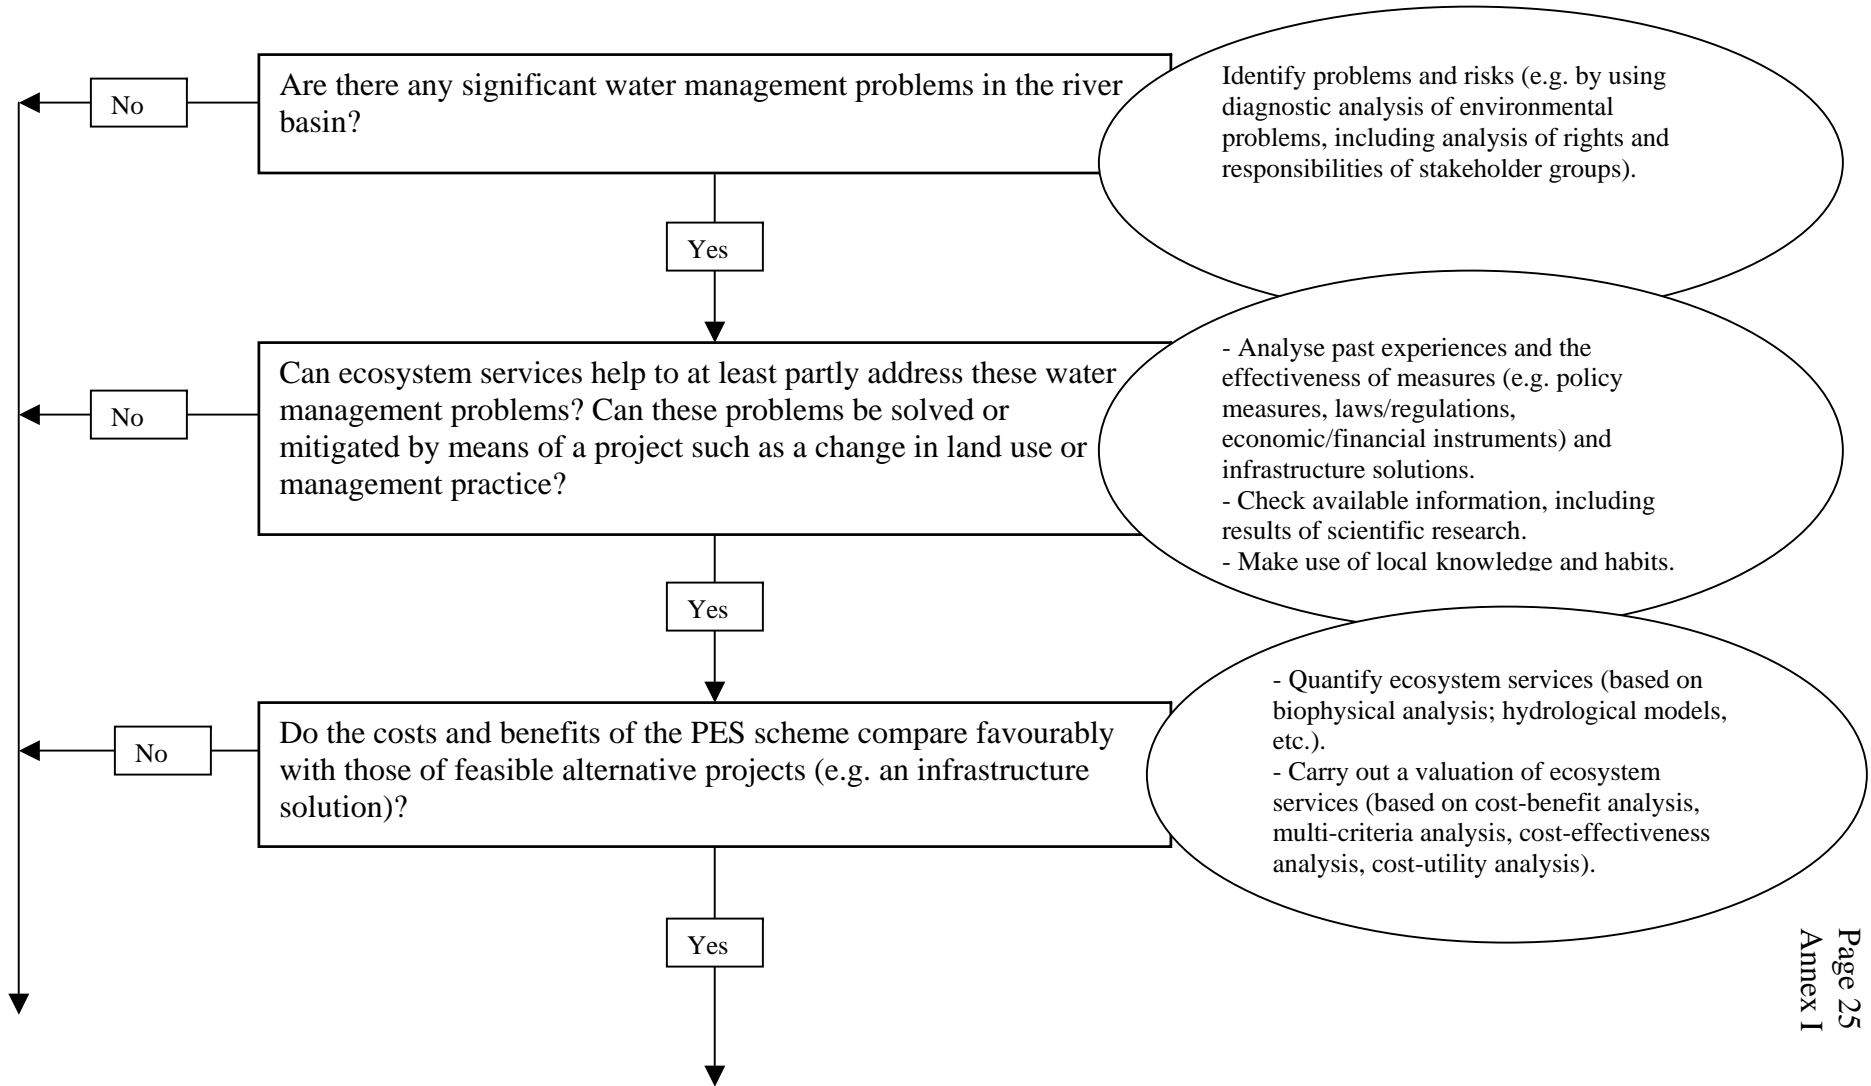 No
Are there any significant water management problems in the river
basin?
Identify problems and risks (e.g. by using
diagnostic analysis of environmental
problems, including analysis of rights and
responsibilities of stakeholder groups).
Yes
No
Can ecosystem services help to at least partly address these water
management problems? Can these problems be solved or
mitigated by means of a project such as a change in land use or
management practice?
- Analyse past experiences and the
effectiveness of measures (e.g. policy
measures, laws/regulations,
economic/financial instruments) and
infrastructure solutions.
- Check available information, including
results of scientific research.
- Make use of local knowledge and habits.
Yes
No
Do the costs and benefits of the PES scheme compare favourably
with those of feasible alternative projects (e.g. an infrastructure
solution)?
- Quantify ecosystem services (based on
biophysical analysis; hydrological models,
etc.).
- Carry out a valuation of ecosystem
services (based on cost-benefit analysis,
multi-criteria analysis, cost-effectiveness
analysis, cost-utility analysis).
Yes
Page 25
Annex I